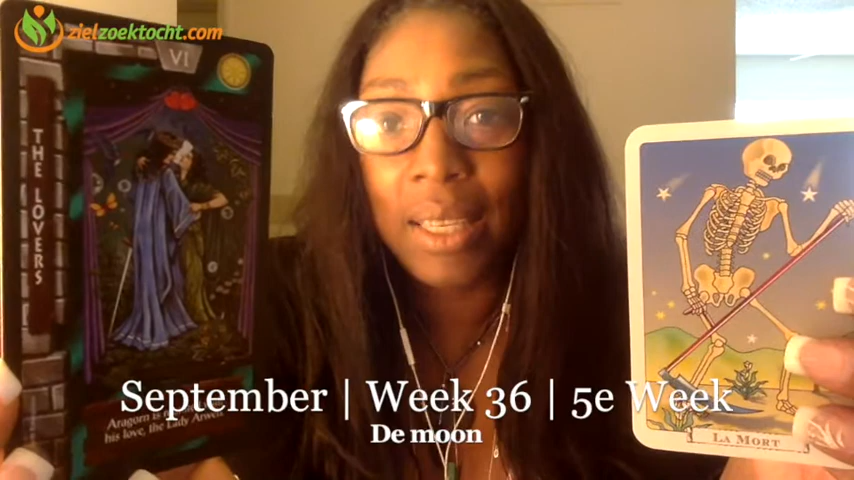 zielzoektocht.com
VI
THE LOVERS
Aragorn is
his love, the Lady Arwen
LA MORT
September | Week 36 | 5e Week
De moon